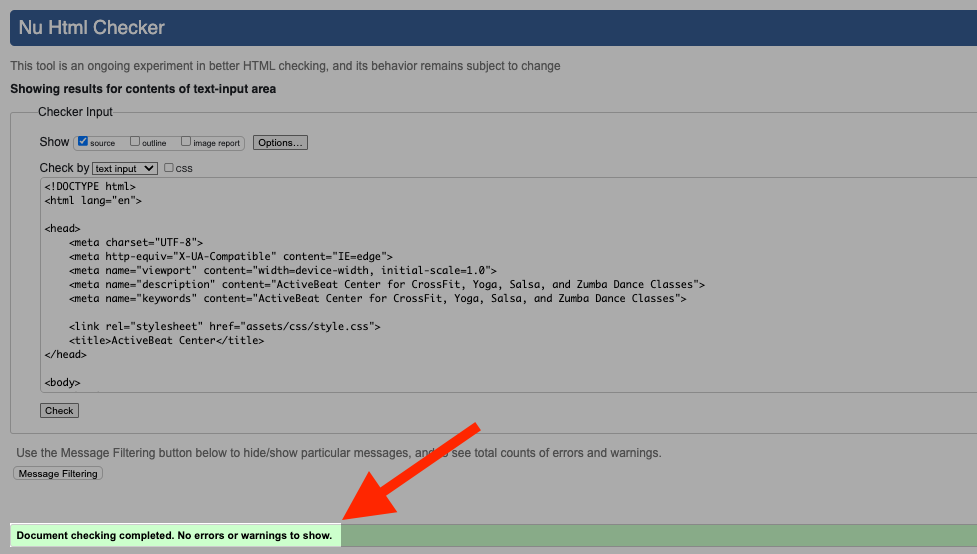 Nu Html Checker
This tool is an ongoing experiment in better HTML checking, and its behavior remains subject to change
Showing results for contents of text-input area
Checker Input
Show source outline image report Options...
Check by text input css
<!DOCTYPE html>
<html lang="en">
<head>
<meta charset="UTF-8">
<meta http-equiv="X-UA-Compatible" content="IE=edge">
<meta name="viewport" content="width=device-width, initial-scale=1.0">
<meta name="description" content="ActiveBeat Center for CrossFit, Yoga, Salsa, and Zumba Dance Classes">
<meta name="keywords" content="ActiveBeat Center for CrossFit, Yoga, Salsa, and Zumba Dance Classes">
<link rel="stylesheet" href="assets/css/style.css">
<title>ActiveBeat Center</title>
</head>
<body>
Check
Use the Message Filtering button below to hide/show particular messages, and see total counts of errors and warnings.
Message Filtering
Document checking completed. No errors or warnings to show.